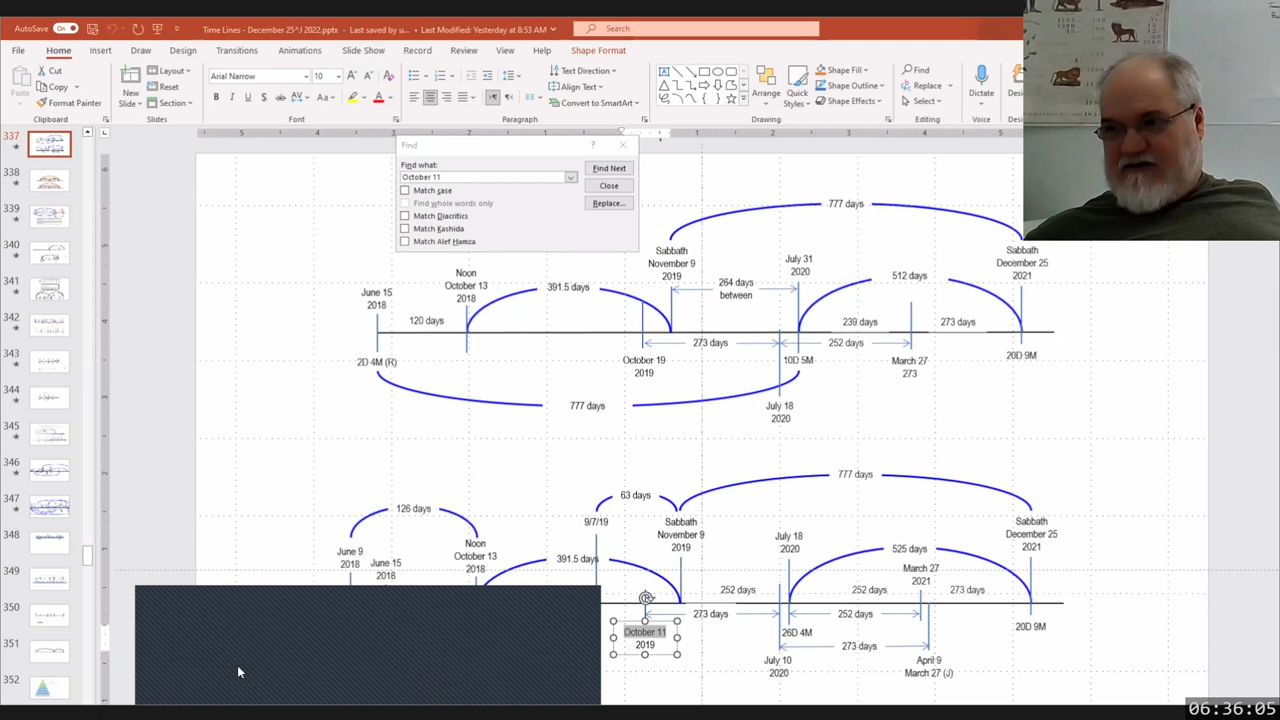 AutoSave On Time Lines - December 25^J 2022.pptx - Last saved by u... • Last Modified: Yesterday at 8:53 AM Search
File Home Insert Draw Design Transitions Animations Slide Show Record Review View Help Shape Format
Paste
Cut
Copy
Format Painter
Clipboard
New
Slide
Layout
Reset
Section
Slides
Arial Narrow 10
Font
Text Direction
Align Text
Convert to SmartArt
Paragraph
Arrange
Quick
Styles
Shape Fill
Shape Outline
Shape Effects
Drawing
Find
Replace
Select
Editing
Dictate
Voice
337
338
339
340
341
342
343
344
345
346
347
348
349
350
351
352
Find
Find what:
October 11
Match case
Find whole words only
Match Diacritics
Match Kashida
Match Alef Hamza
Find Next
Close
Replace...
777 days
Sabbath
November 9
2019
July 31
2020
Sabbath
December 25
2021
Noon
October 13
2018
June 15
2018
391.5 days
264 days
between
512 days
120 days
239 days
273 days
273 days
252 days
2D 4M (R)
October 19
2019
10D 5M
March 27
273
20D 9M
777 days
July 18
2020
777 days
63 days
126 days
9/7/19
Sabbath
November 9
2019
July 18
2020
Sabbath
December 25
2021
Noon
October 13
2018
June 9
2018
June 15
2018
391.5 days
525 days
March 27
2021
252 days
252 days
273 days
273 days
252 days
October 11
2019
26D 4M
20D 9M
273 days
July 10
2020
April 9
March 27 (J)
06:36:05